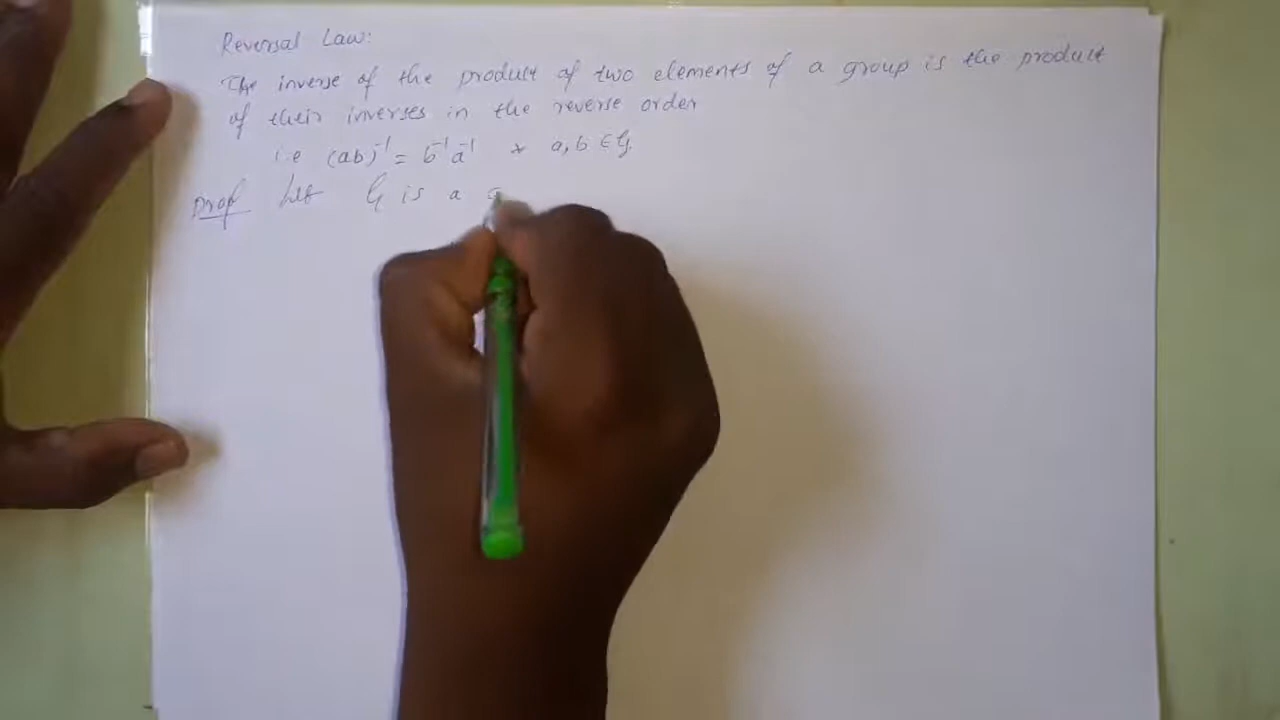 Reversal Law:
The inverse of the product of two elements of a group is the product
of their inverses in the reverse order
i.e (ab)⁻¹ = b⁻¹a⁻¹ ∀ a,b ∈ G
Proof Let G is a g